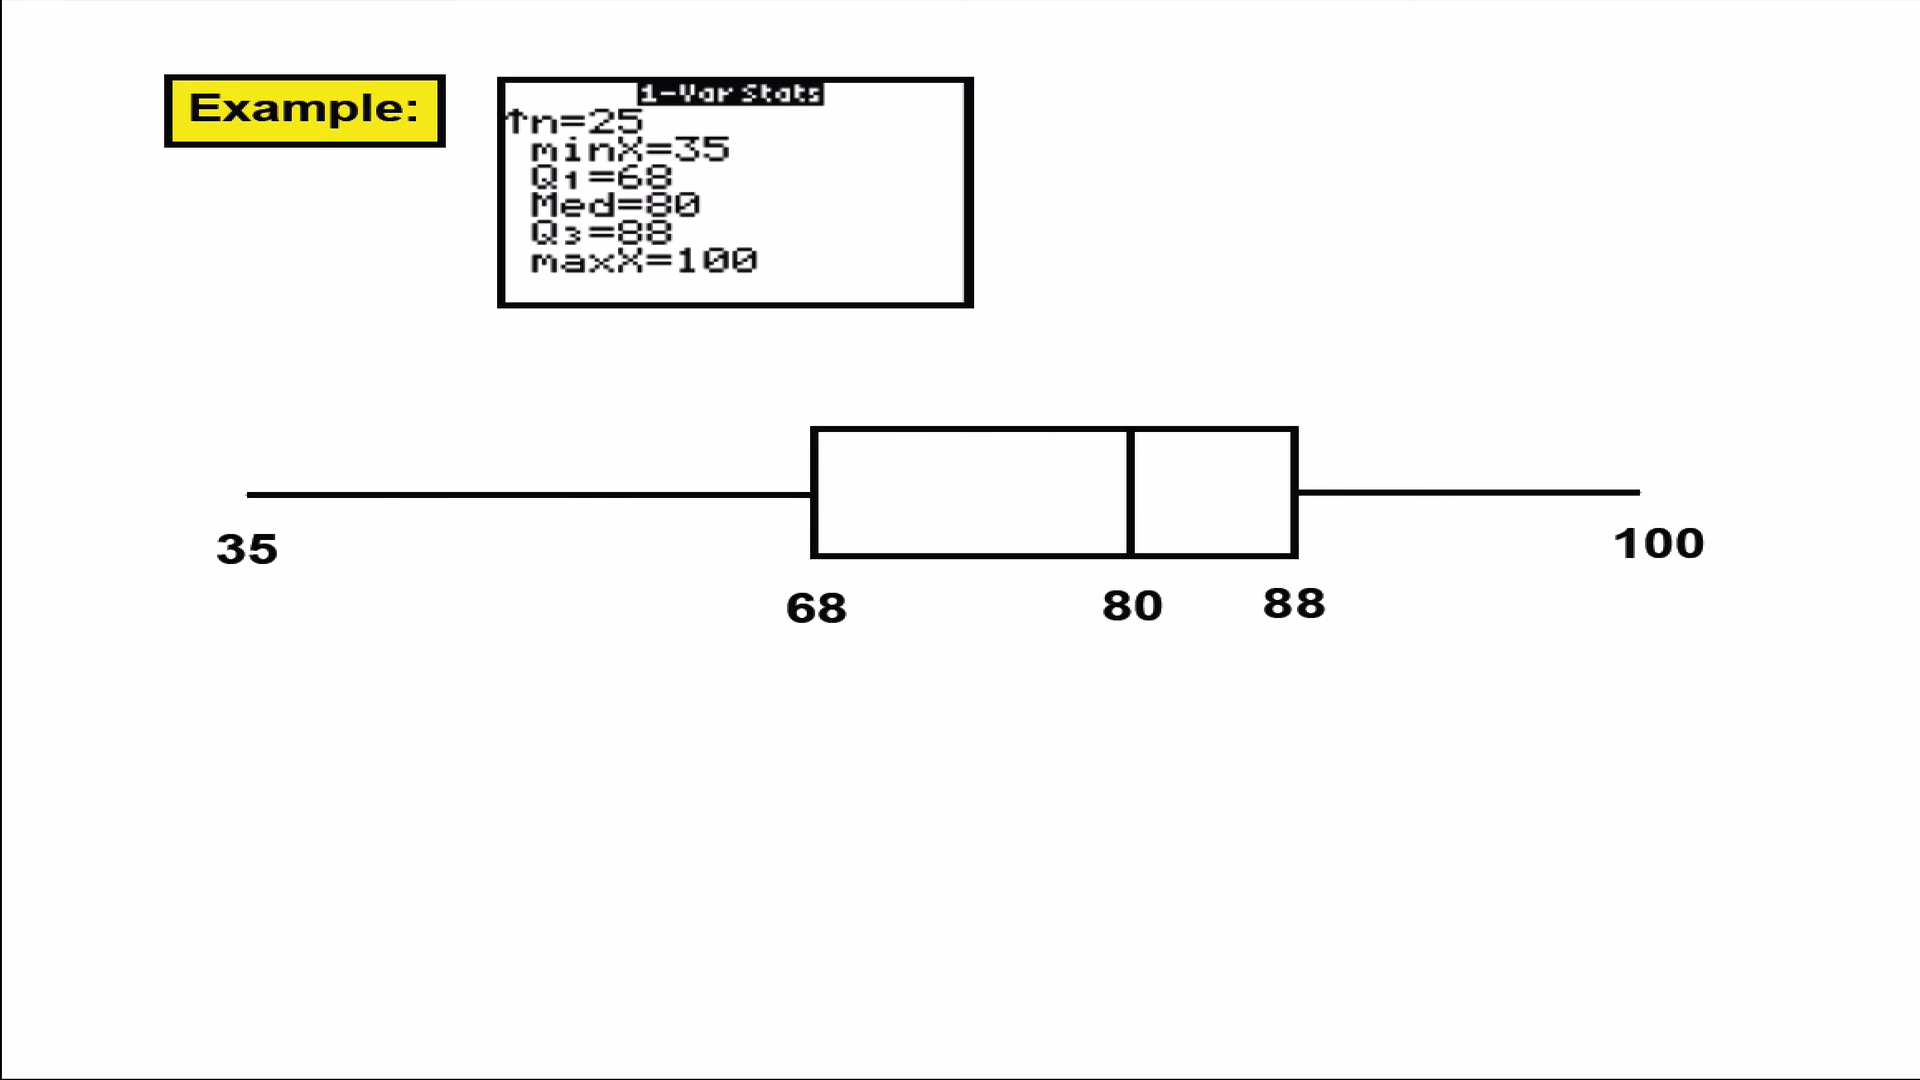 Example:
1-Var Stats
↑n=25
minX=35
Q₁=68
Med=80
Q₃=88
maxX=100
35
68
80
88
100